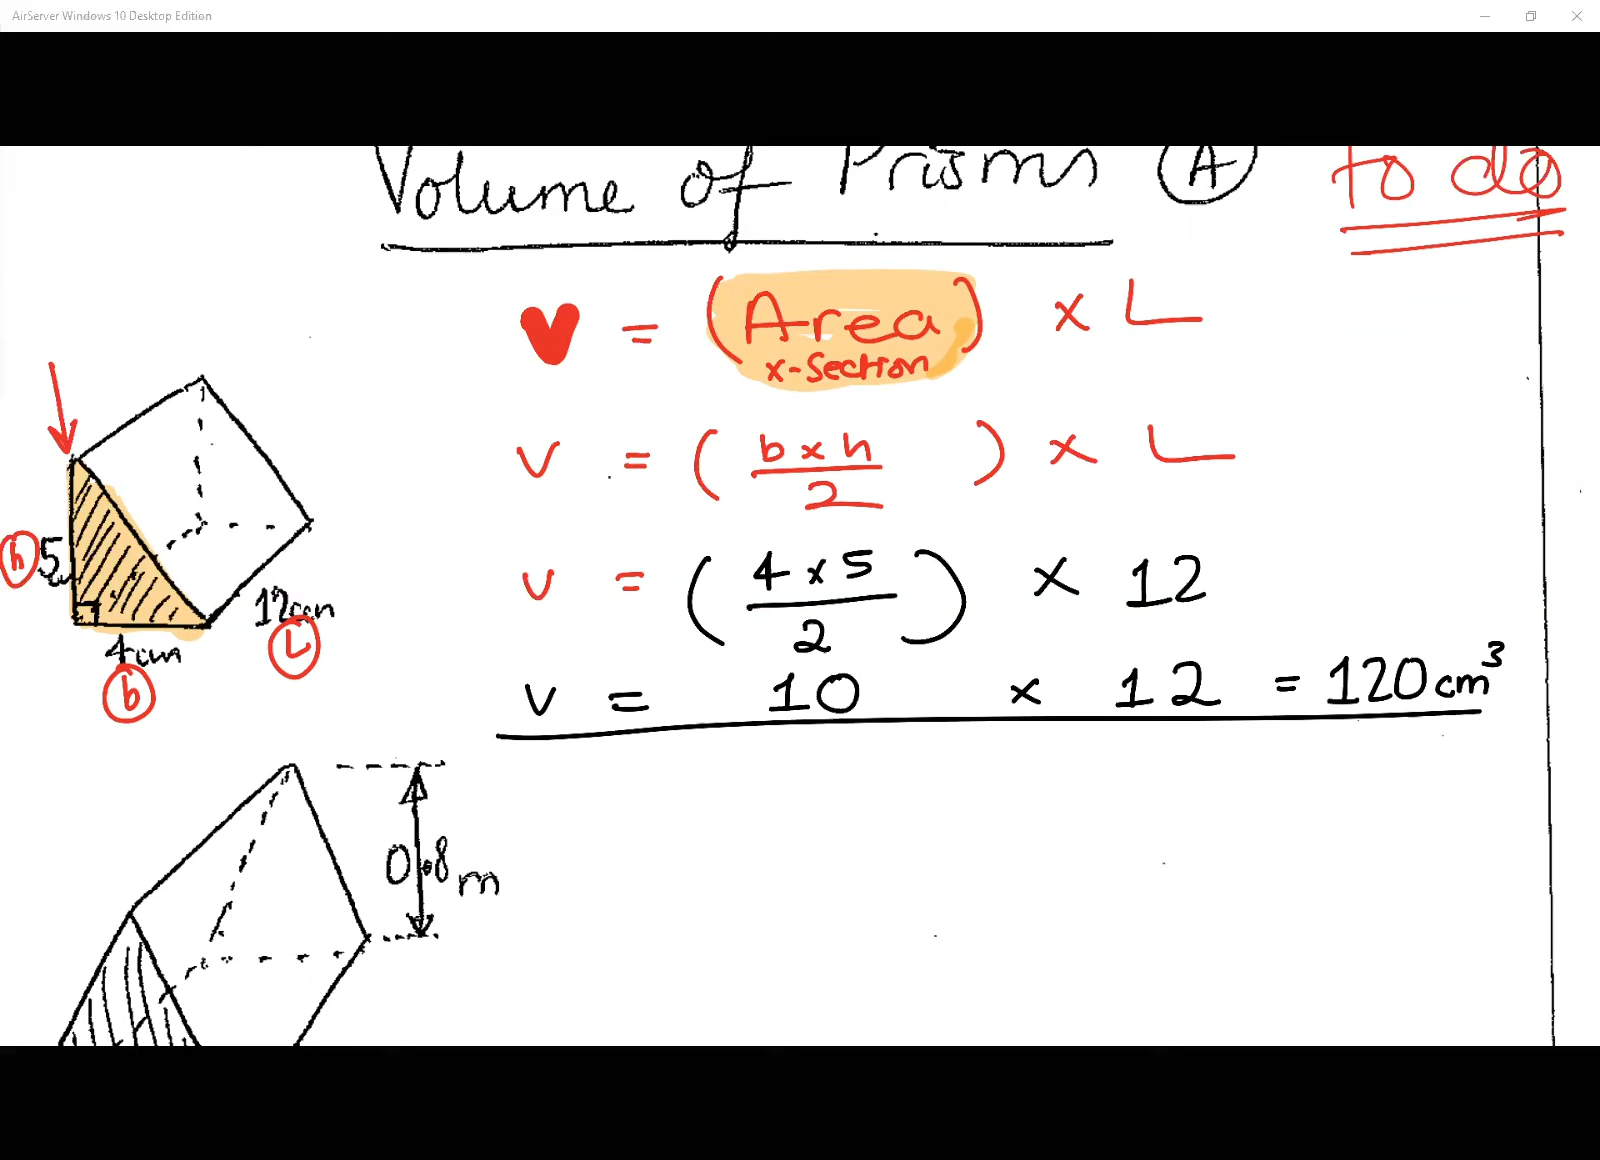 AirServer Windows 10 Desktop Edition
Volume of Prisms A to do
V = (Area x-section) x L
V = (b x h / 2) x L
h 5
V = (4 x 5 / 2) x 12
12cm
L
4cm
b
V = 10 x 12 = 120cm³
0.8m